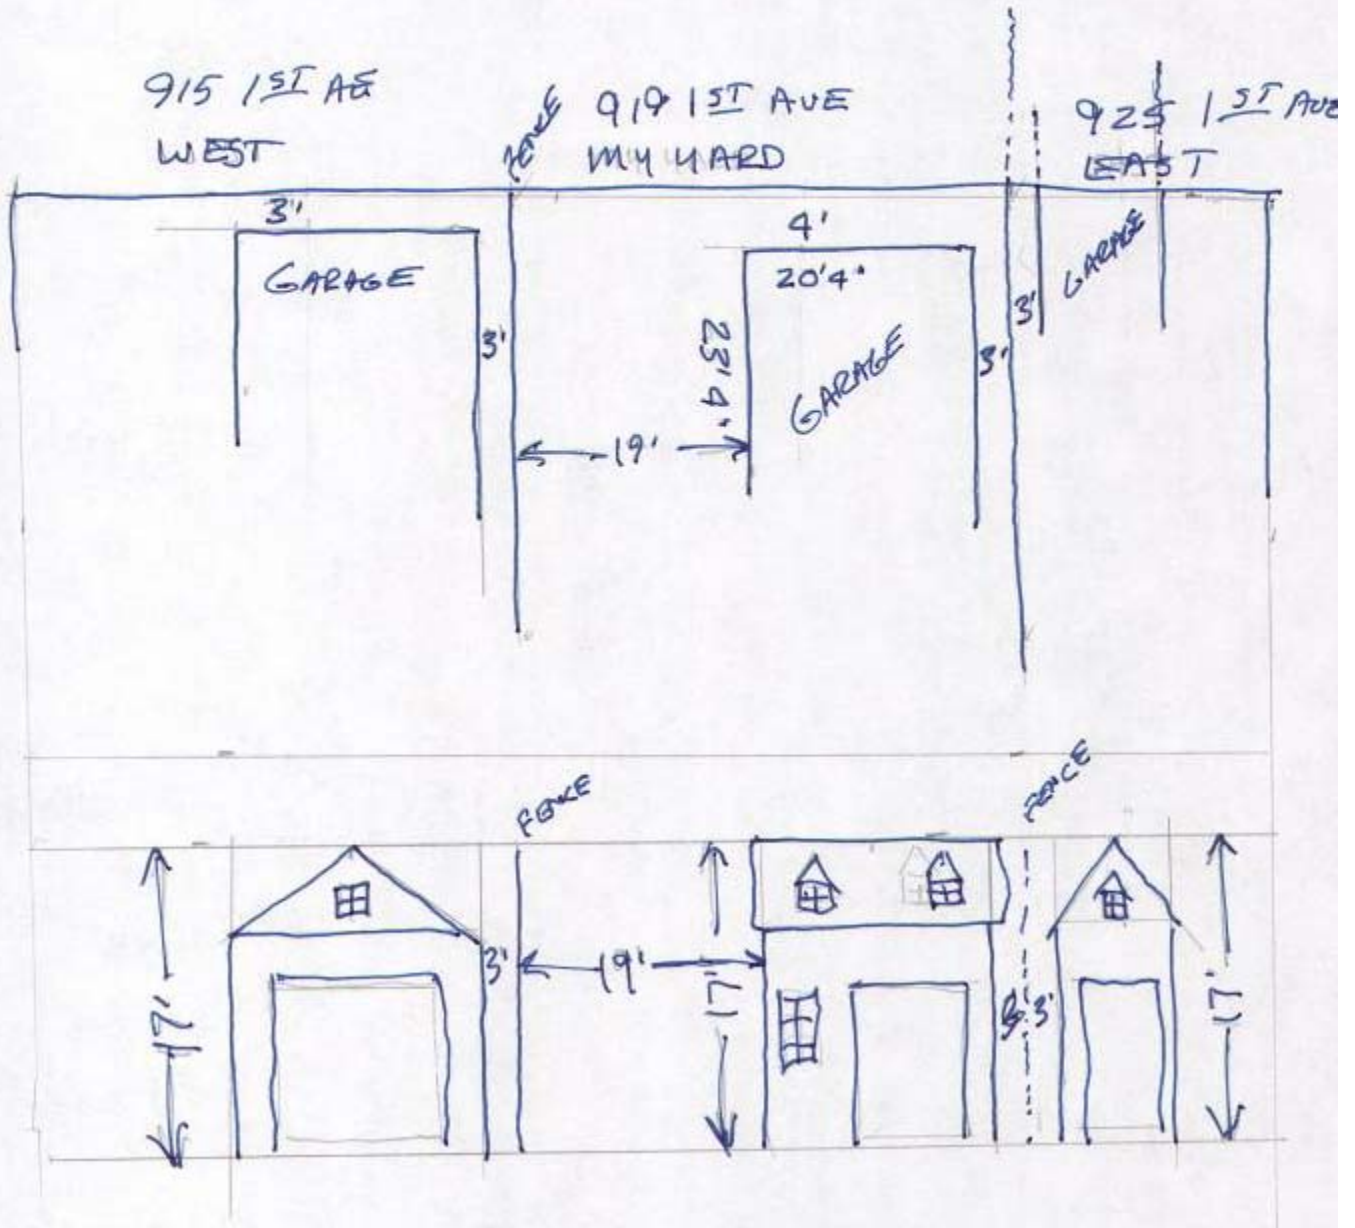 915 1ST AE
WEST
FENCE
919 1ST AVE
MY YARD
925 1ST AVE
EAST
3'
GARAGE
3'
4'
20'4"
23'4"
GARAGE
19'
3'
3'
GARAGE
FENCE
FENCE
17'
3'
19'
17'
3'
17'